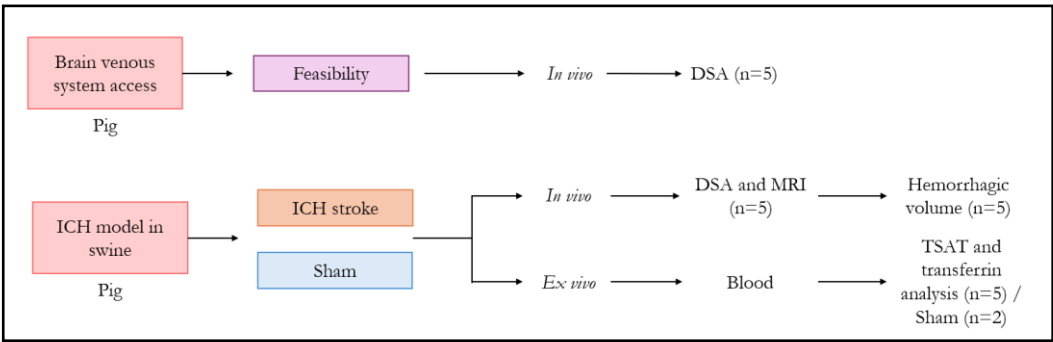 Brain venous
system access
Pig
Feasibility
In vivo
DSA (n=5)
ICH model in
swine
Pig
ICH stroke
Sham
In vivo
DSA and MRI
(n=5)
Hemorrhagic
volume (n=5)
Ex vivo
Blood
TSAT and
transferrin
analysis (n=5) /
Sham (n=2)